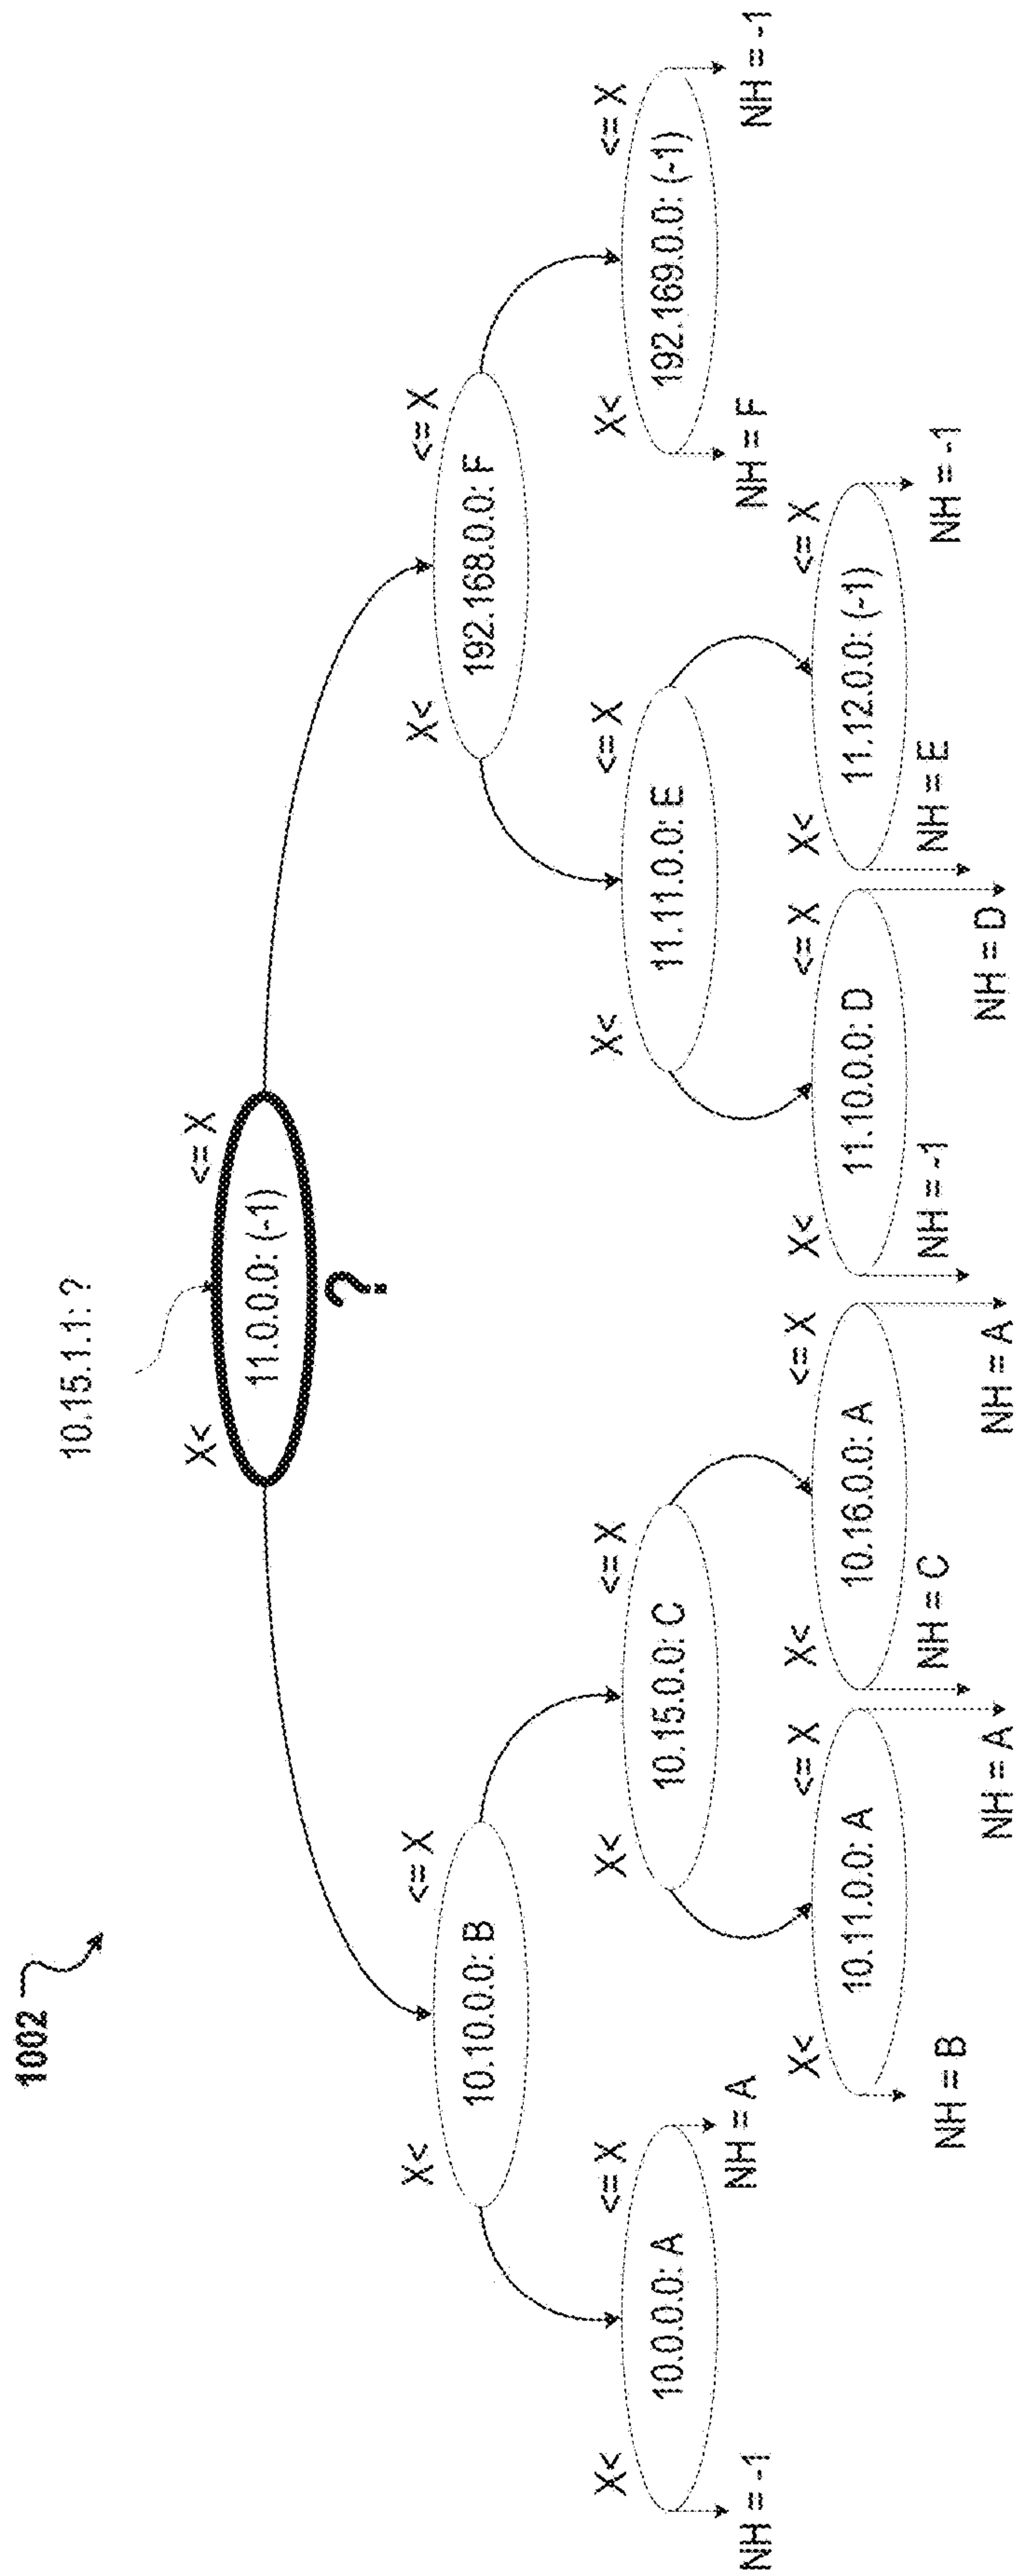 1002
10.15.1.1: ?
X<
<= X
11.0.0.0: (-1)
?
X<
<= X
10.10.0.0: B
X<
<= X
192.168.0.0: F
X<
<= X
10.0.0.0: A
NH = -1
NH = A
X<
<= X
10.15.0.0: C
X<
<= X
11.11.0.0: E
X<
<= X
192.169.0.0: (-1)
NH = F
NH = -1
X<
<= X
10.11.0.0: A
NH = B
NH = A
X<
<= X
10.16.0.0: A
NH = C
NH = A
X<
<= X
11.10.0.0: D
NH = -1
NH = D
X<
<= X
11.12.0.0: (-1)
NH = E
NH = -1